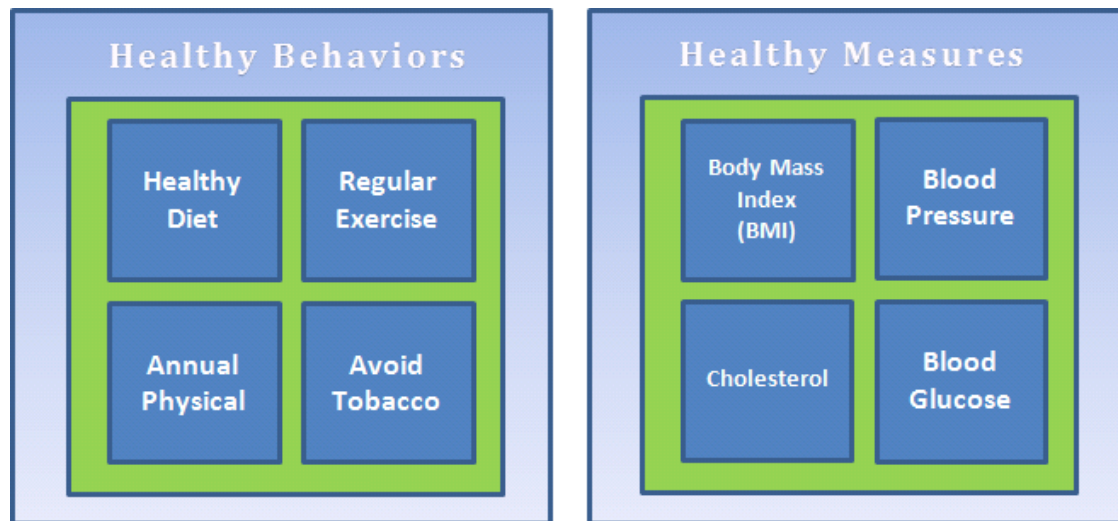 Healthy Behaviors
Healthy
Diet
Regular
Exercise
Annual
Physical
Avoid
Tobacco
Healthy Measures
Body Mass
Index
(BMI)
Blood
Pressure
Cholesterol
Blood
Glucose